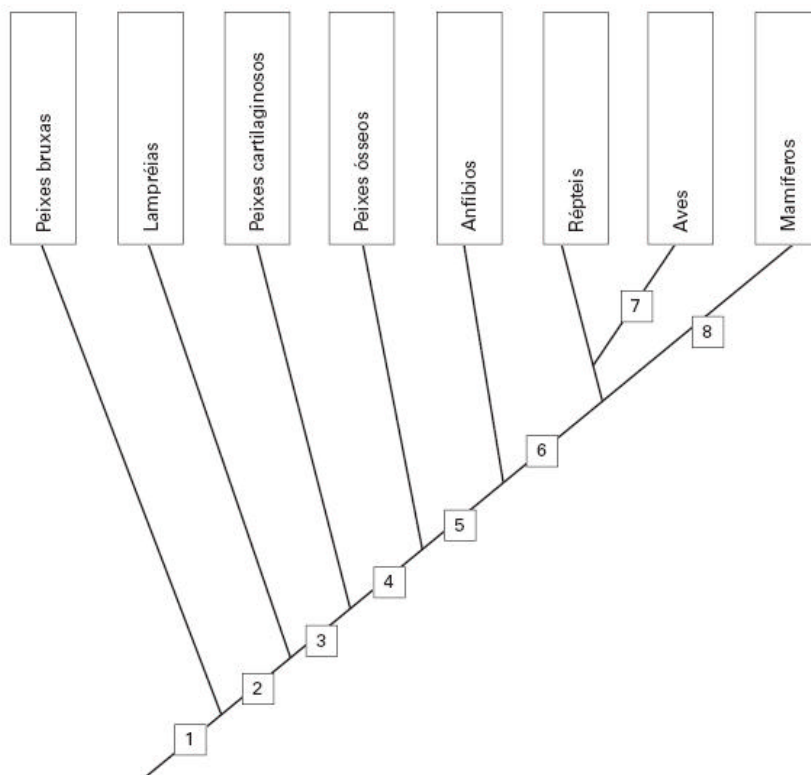 Peixes bruxas
Lampréias
Peixes cartilaginosos
Peixes ósseos
Anfíbios
Répteis
Aves
Mamíferos
7
8
6
5
4
3
2
1